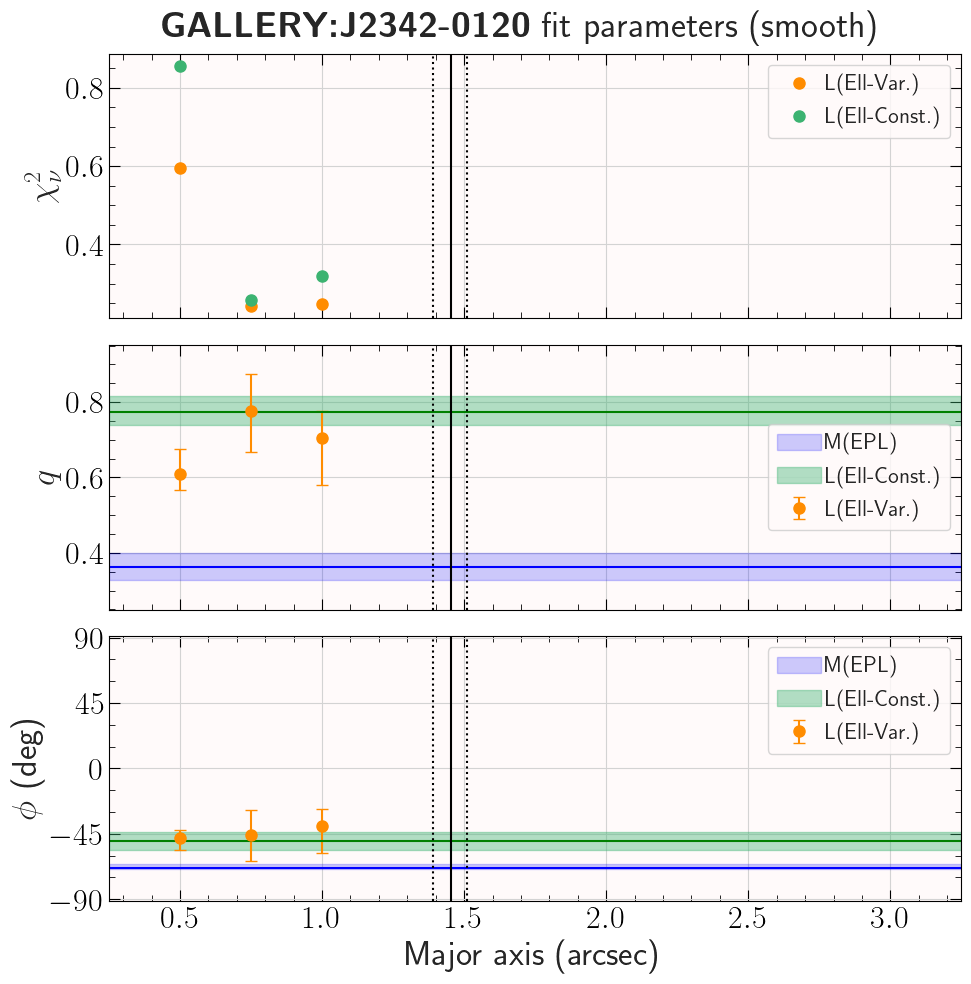 GALLERY:J2342-0120 fit parameters (smooth)
χ²ᵥ
0.8
0.6
0.4
L(Ell-Var.)
L(Ell-Const.)
q
0.8
0.6
0.4
M(EPL)
L(Ell-Const.)
L(Ell-Var.)
ϕ (deg)
90
45
0
−45
−90
M(EPL)
L(Ell-Const.)
L(Ell-Var.)
0.5 1.0 1.5 2.0 2.5 3.0
Major axis (arcsec)